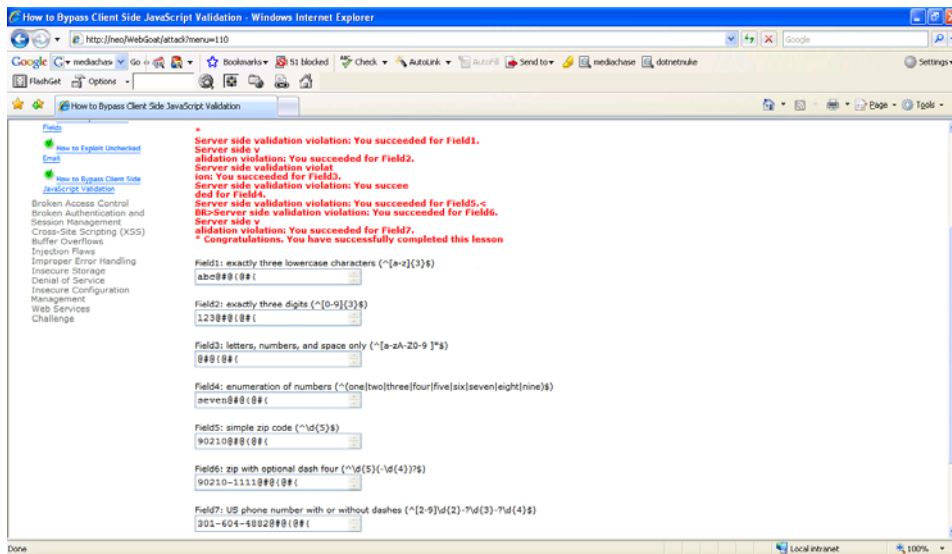 How to Bypass Client Side JavaScript Validation - Windows Internet Explorer
http://neo/WebGoat/attack?menu=110
Google
Google
mediachase
Go
Bookmarks
51 blocked
Check
AutoLink
AutoFill
Send to
mediachase
dotnetnuke
Settings
FlashGet
Options
How to Bypass Client Side JavaScript Validation
Page
Tools
Fields
How to Exploit Unchecked
Email
How to Bypass Client Side
JavaScript Validation
Broken Access Control
Broken Authentication and
Session Management
Cross-Site Scripting (XSS)
Buffer Overflows
Injection Flaws
Improper Error Handling
Insecure Storage
Denial of Service
Insecure Configuration
Management
Web Services
Challenge
*
Server side validation violation: You succeeded for Field1.
Server side v
alidation violation: You succeeded for Field2.
Server side validation violat
ion: You succeeded for Field3.
Server side validation violation: You succee
ded for Field4.
Server side validation violation: You succeeded for Field5.<
BR>Server side validation violation: You succeeded for Field6.
Server side v
alidation violation: You succeeded for Field7.
* Congratulations. You have successfully completed this lesson
Field1: exactly three lowercase characters (^[a-z]{3}$)
abc@#@{@#{
Field2: exactly three digits (^[0-9]{3}$)
123@#@{@#{
Field3: letters, numbers, and space only (^[a-zA-Z0-9 ]*$)
@#@{@#{
Field4: enumeration of numbers (^(one|two|three|four|five|six|seven|eight|nine)$)
seven@#@{@#{
Field5: simple zip code (^\d{5}$)
90210@#@{@#{
Field6: zip with optional dash four (^\d{5}(-\d{4})?$)
90210-1111@#@{@#{
Field7: US phone number with or without dashes (^[2-9]\d{2}-?\d{3}-?\d{4}$)
301-604-4882@#@{@#{
Done
Local intranet
100%